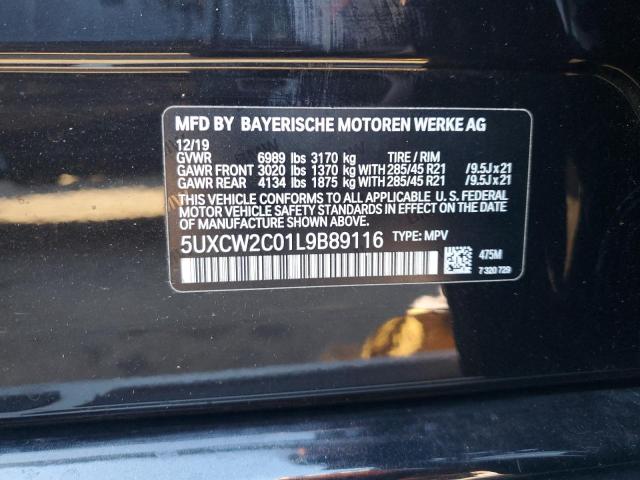 MFD BY BAYERISCHE MOTOREN WERKE AG
12/19
GVWR 6989 lbs 3170 kg TIRE / RIM
GAWR FRONT 3020 lbs 1370 kg WITH 285/45 R21 /9.5J x 21
GAWR REAR 4134 lbs 1875 kg WITH 285/45 R21 /9.5J x 21
THIS VEHICLE CONFORMS TO ALL APPLICABLE U. S. FEDERAL
MOTOR VEHICLE SAFETY STANDARDS IN EFFECT ON
THE DATE OF MANUFACTURE SHOWN ABOVE.
5UXCW2C01L9B89116 TYPE: MPV
475M
7 320 729